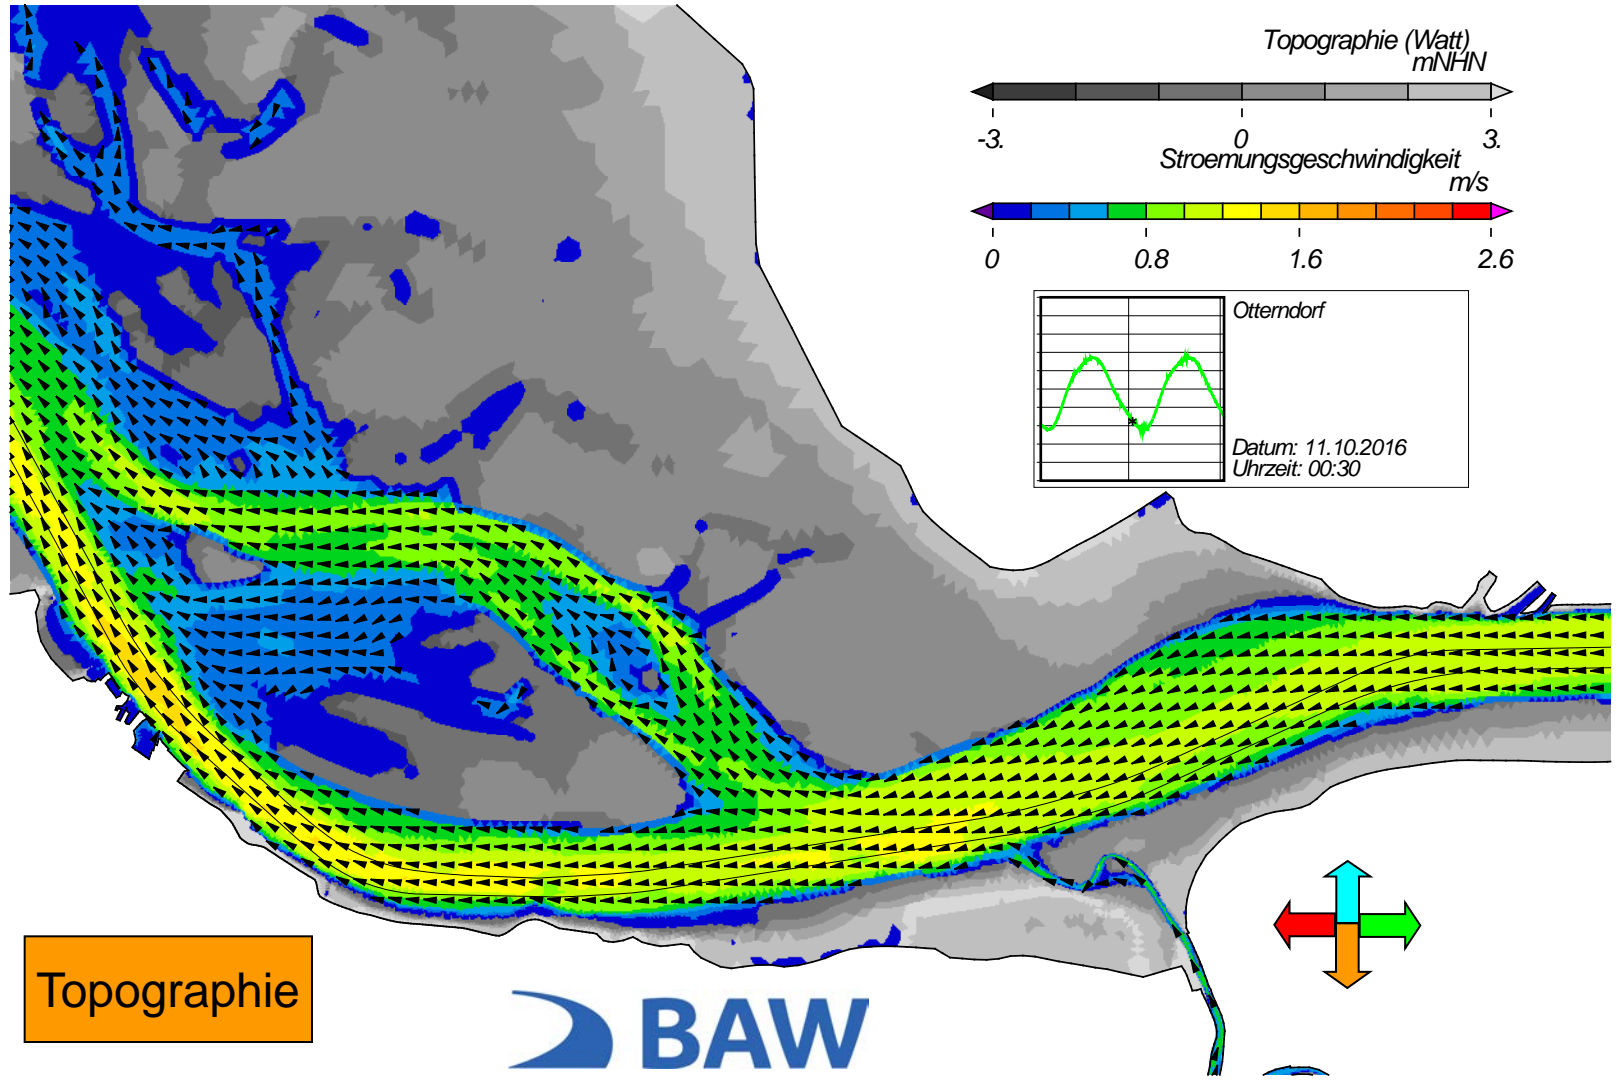 Topographie (Watt)
mNHN
-3. 0 3.
Stroemungsgeschwindigkeit
m/s
0 0.8 1.6 2.6
Otterndorf
Datum: 11.10.2016
Uhrzeit: 00:30
Topographie
BAW